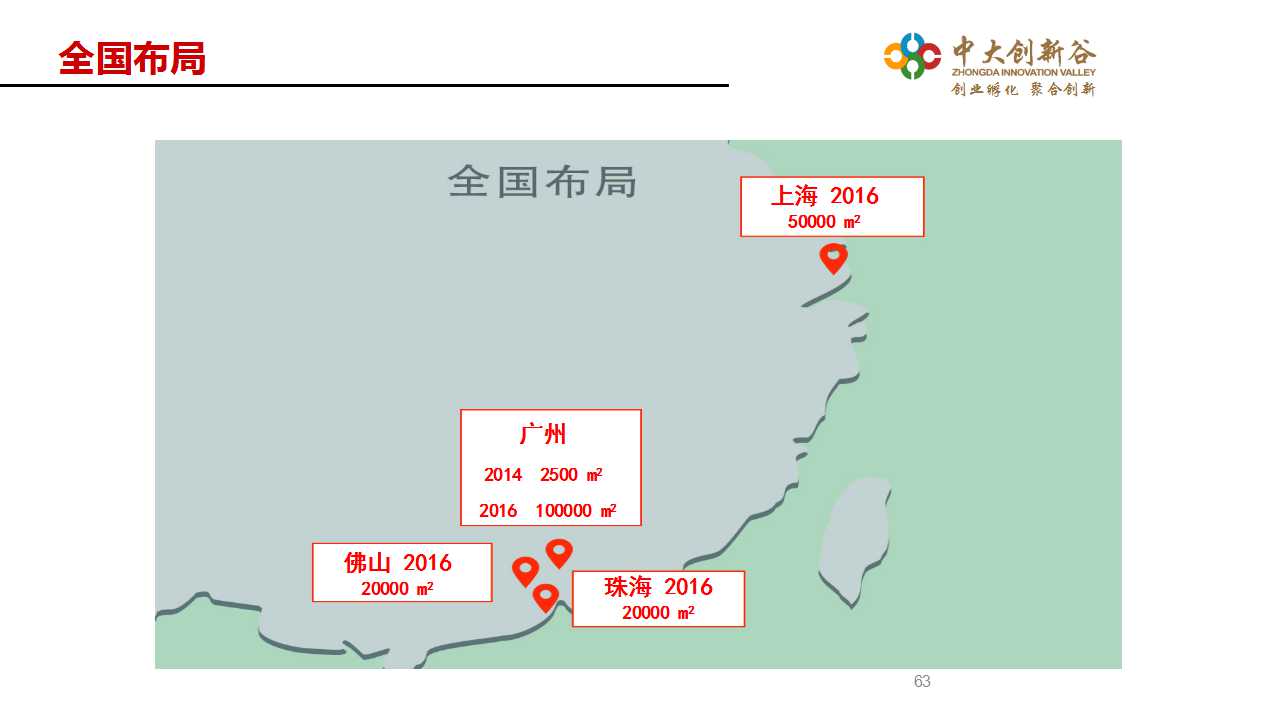 全国布局
中大创新谷
ZHONGDA INNOVATION VALLEY
创业孵化 聚合创新
全国布局
上海 2016
50000 m²
广州
2014 2500 m²
2016 100000 m²
佛山 2016
20000 m²
珠海 2016
20000 m²
63